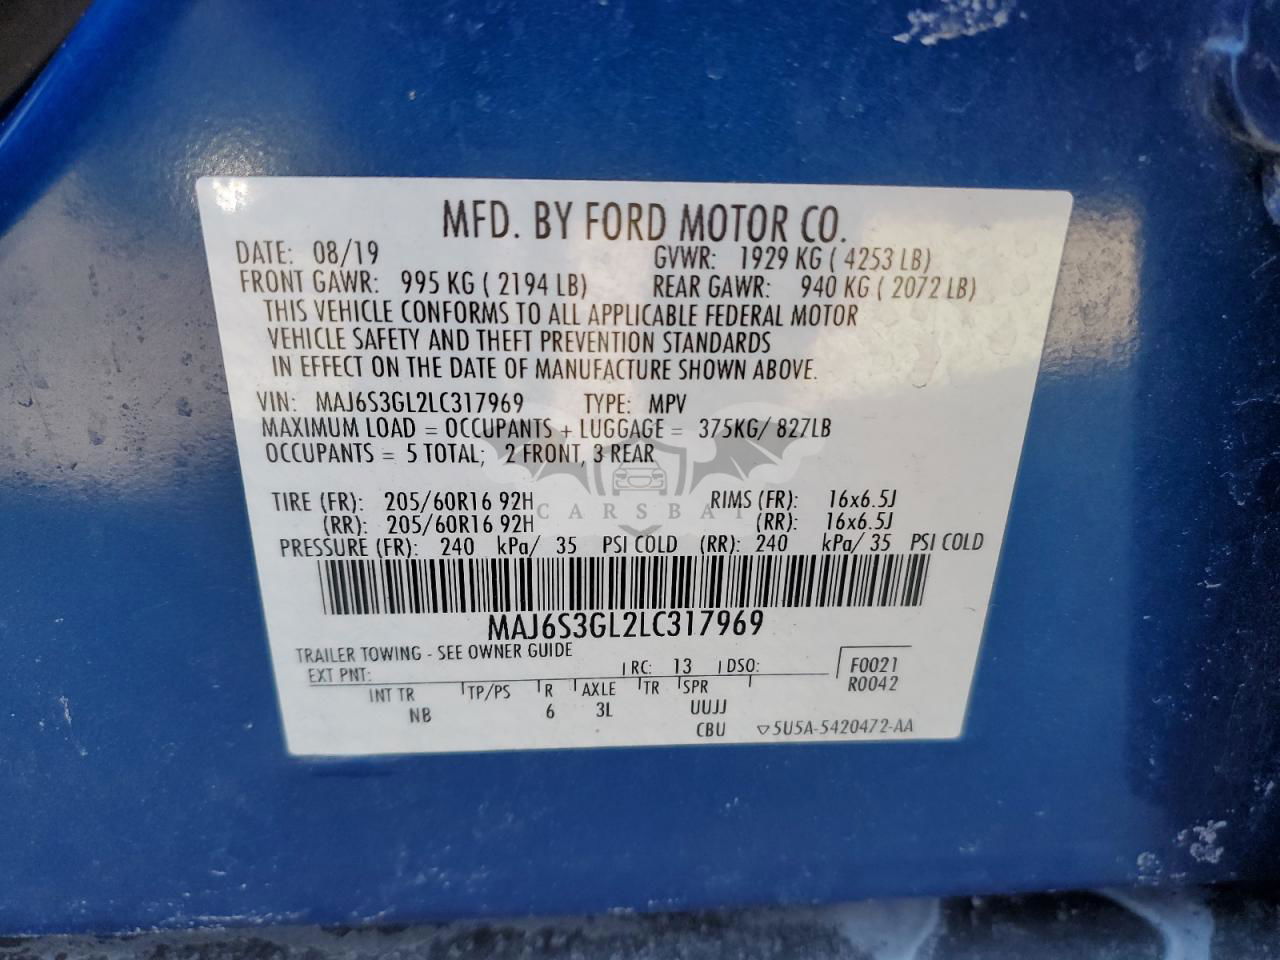 MFD. BY FORD MOTOR CO.
DATE: 08/19 GVWR: 1929 KG ( 4253 LB)
FRONT GAWR: 995 KG ( 2194 LB) REAR GAWR: 940 KG ( 2072 LB)
THIS VEHICLE CONFORMS TO ALL APPLICABLE FEDERAL MOTOR
VEHICLE SAFETY AND THEFT PREVENTION STANDARDS
IN EFFECT ON THE DATE OF MANUFACTURE SHOWN ABOVE.
VIN: MAJ6S3GL2LC317969 TYPE: MPV
MAXIMUM LOAD = OCCUPANTS + LUGGAGE = 375KG/ 827LB
OCCUPANTS = 5 TOTAL; 2 FRONT, 3 REAR
TIRE (FR): 205/60R16 92H RIMS (FR): 16x6.5J
CARSBAT
(RR): 205/60R16 92H (RR): 16x6.5J
PRESSURE (FR): 240 kPa/ 35 PSI COLD (RR): 240 kPa/ 35 PSI COLD
MAJ6S3GL2LC317969
TRAILER TOWING - SEE OWNER GUIDE
EXT PNT: RC: 13 DSO: F0021
R0042
INT TR TP/PS R AXLE TR SPR
NB 6 3L UUJJ
CBU ▽5U5A-5420472-AA